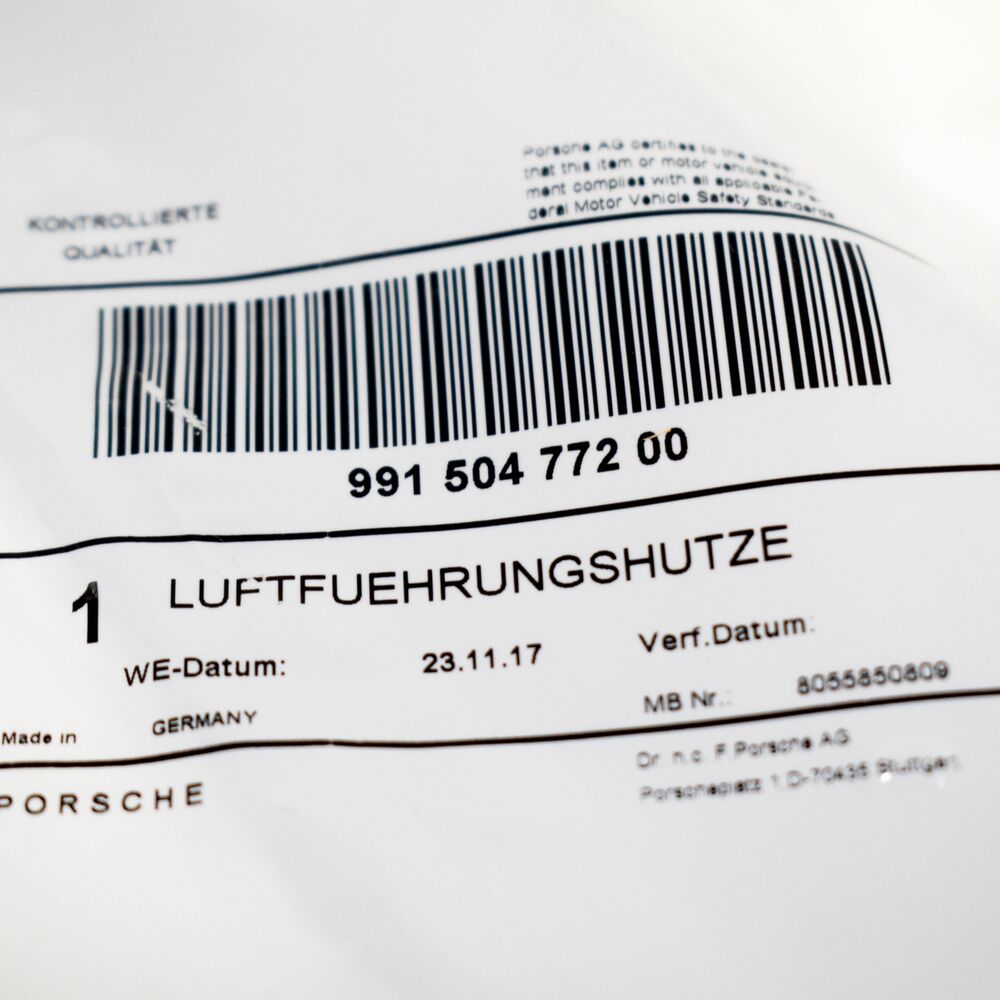 KONTROLLIERTE
QUALITÄT
Porsche AG certifies to the dealer
that this item or motor vehicle equip-
ment complies with all applicable Fe-
deral Motor Vehicle Safety Standards
991 504 772 00
1 LUFTFUEHRUNGSHUTZE
WE-Datum: 23.11.17 Verf.Datum:
MB Nr.: 8055850809
Made in GERMANY
PORSCHE
Dr. h.c. F. Porsche AG
Porscheplatz 1 D-70435 Stuttgart